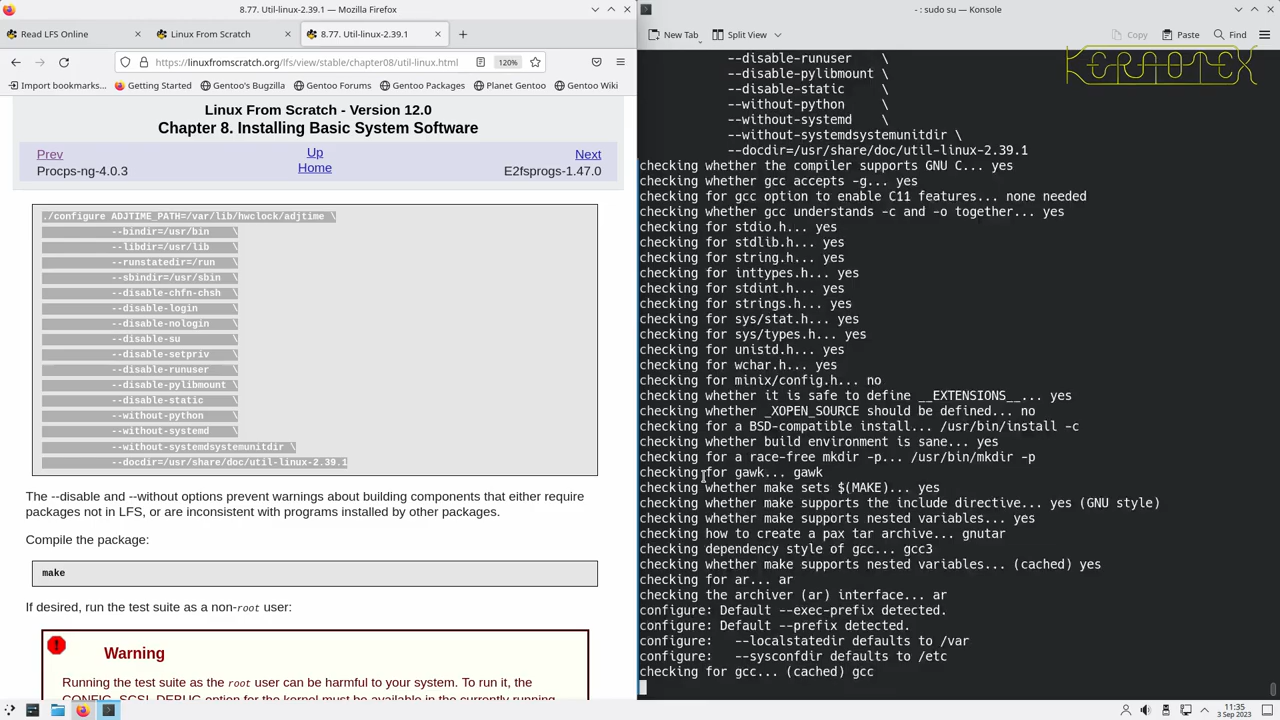 8.77. Util-linux-2.39.1 — Mozilla Firefox
Read LFS Online
Linux From Scratch
8.77. Util-linux-2.39.1
https://linuxfromscratch.org/lfs/view/stable/chapter08/util-linux.html
120%
Import bookmarks...
Getting Started
Gentoo's Bugzilla
Gentoo Forums
Gentoo Packages
Planet Gentoo
Gentoo Wiki
Linux From Scratch - Version 12.0
Chapter 8. Installing Basic System Software
Prev
Up
Next
Procps-ng-4.0.3
Home
E2fsprogs-1.47.0
./configure ADJTIME_PATH=/var/lib/hwclock/adjtime \
--bindir=/usr/bin \
--libdir=/usr/lib \
--runstatedir=/run \
--sbindir=/usr/sbin \
--disable-chfn-chsh \
--disable-login \
--disable-nologin \
--disable-su \
--disable-setpriv \
--disable-runuser \
--disable-pylibmount \
--disable-static \
--without-python \
--without-systemd \
--without-systemdsystemunitdir \
--docdir=/usr/share/doc/util-linux-2.39.1
The --disable and --without options prevent warnings about building components that either require
packages not in LFS, or are inconsistent with programs installed by other packages.
Compile the package:
make
If desired, run the test suite as a non-root user:
Warning
Running the test suite as the root user can be harmful to your system. To run it, the
CONFIG_SCSI_DEBUG option for the kernel must be available in the currently running
- : sudo su — Konsole
New Tab
Split View
Copy
Paste
Find
KERNOTEX
--disable-runuser \
--disable-pylibmount \
--disable-static \
--without-python \
--without-systemd \
--without-systemdsystemunitdir \
--docdir=/usr/share/doc/util-linux-2.39.1
checking whether the compiler supports GNU C... yes
checking whether gcc accepts -g... yes
checking for gcc option to enable C11 features... none needed
checking whether gcc understands -c and -o together... yes
checking for stdio.h... yes
checking for stdlib.h... yes
checking for string.h... yes
checking for inttypes.h... yes
checking for stdint.h... yes
checking for strings.h... yes
checking for sys/stat.h... yes
checking for sys/types.h... yes
checking for unistd.h... yes
checking for wchar.h... yes
checking for minix/config.h... no
checking whether it is safe to define __EXTENSIONS__... yes
checking whether _XOPEN_SOURCE should be defined... no
checking for a BSD-compatible install... /usr/bin/install -c
checking whether build environment is sane... yes
checking for a race-free mkdir -p... /usr/bin/mkdir -p
checking for gawk... gawk
checking whether make sets $(MAKE)... yes
checking whether make supports the include directive... yes (GNU style)
checking whether make supports nested variables... yes
checking how to create a pax tar archive... gnutar
checking dependency style of gcc... gcc3
checking whether make supports nested variables... (cached) yes
checking for ar... ar
checking the archiver (ar) interface... ar
configure: Default --exec-prefix detected.
configure: Default --prefix detected.
configure: --localstatedir defaults to /var
configure: --sysconfdir defaults to /etc
checking for gcc... (cached) gcc
11:35
3 Sep 2023